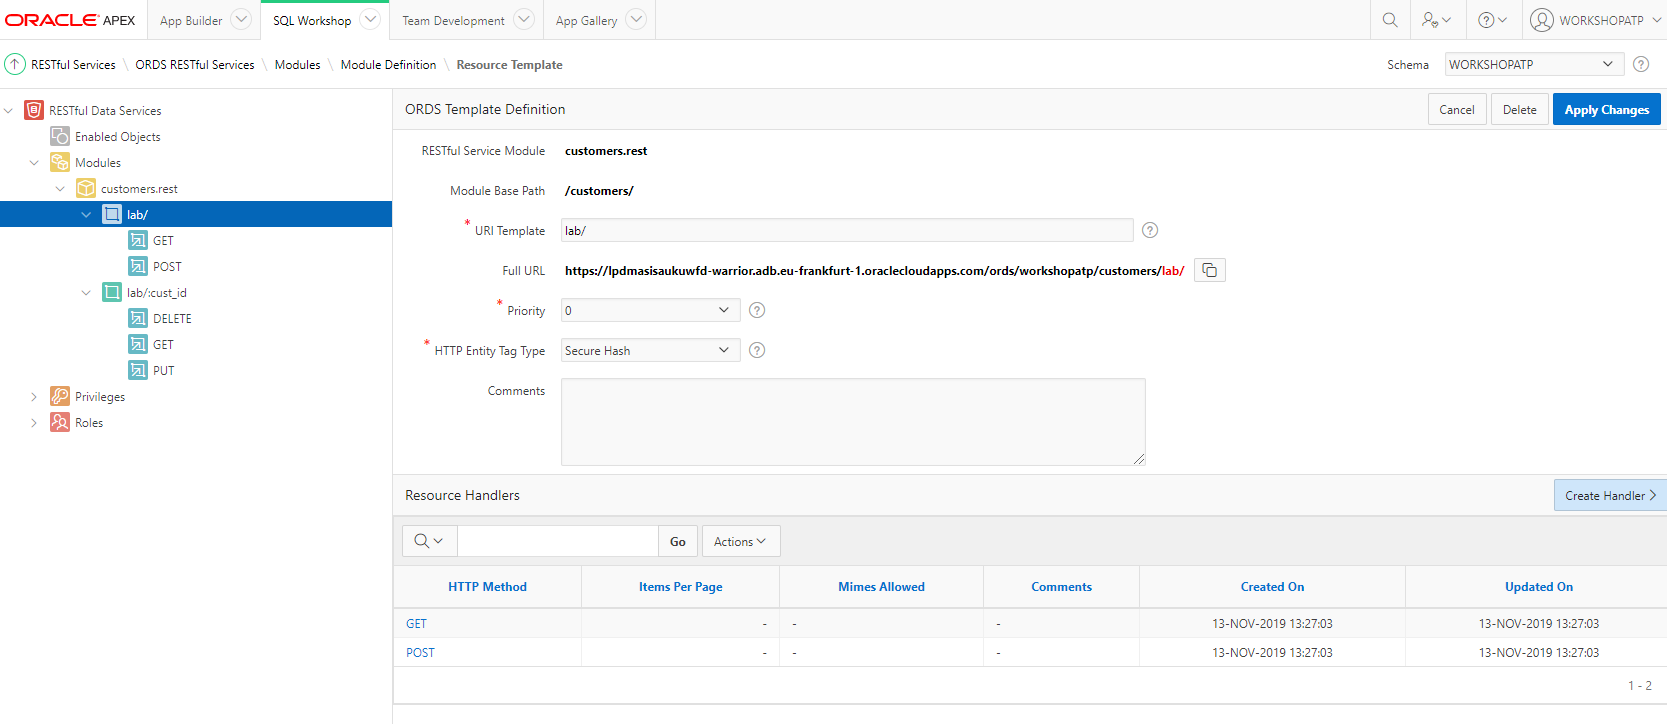 ORACLE APEX App Builder SQL Workshop Team Development App Gallery WORKSHOPATP
RESTful Services \ ORDS RESTful Services \ Modules \ Module Definition \ Resource Template Schema WORKSHOPATP
RESTful Data Services
Enabled Objects
Modules
customers.rest
lab/
GET
POST
lab/:cust_id
DELETE
GET
PUT
Privileges
Roles
ORDS Template Definition Cancel Delete Apply Changes
RESTful Service Module customers.rest
Module Base Path /customers/
* URI Template lab/
Full URL https://lpdmasisaukuwfd-warrior.adb.eu-frankfurt-1.oraclecloudapps.com/ords/workshopatp/customers/lab/
* Priority 0
* HTTP Entity Tag Type Secure Hash
Comments
Resource Handlers Create Handler
Go Actions
HTTP Method Items Per Page Mimes Allowed Comments Created On Updated On
GET - - - 13-NOV-2019 13:27:03 13-NOV-2019 13:27:03
POST - - - 13-NOV-2019 13:27:03 13-NOV-2019 13:27:03
1 - 2